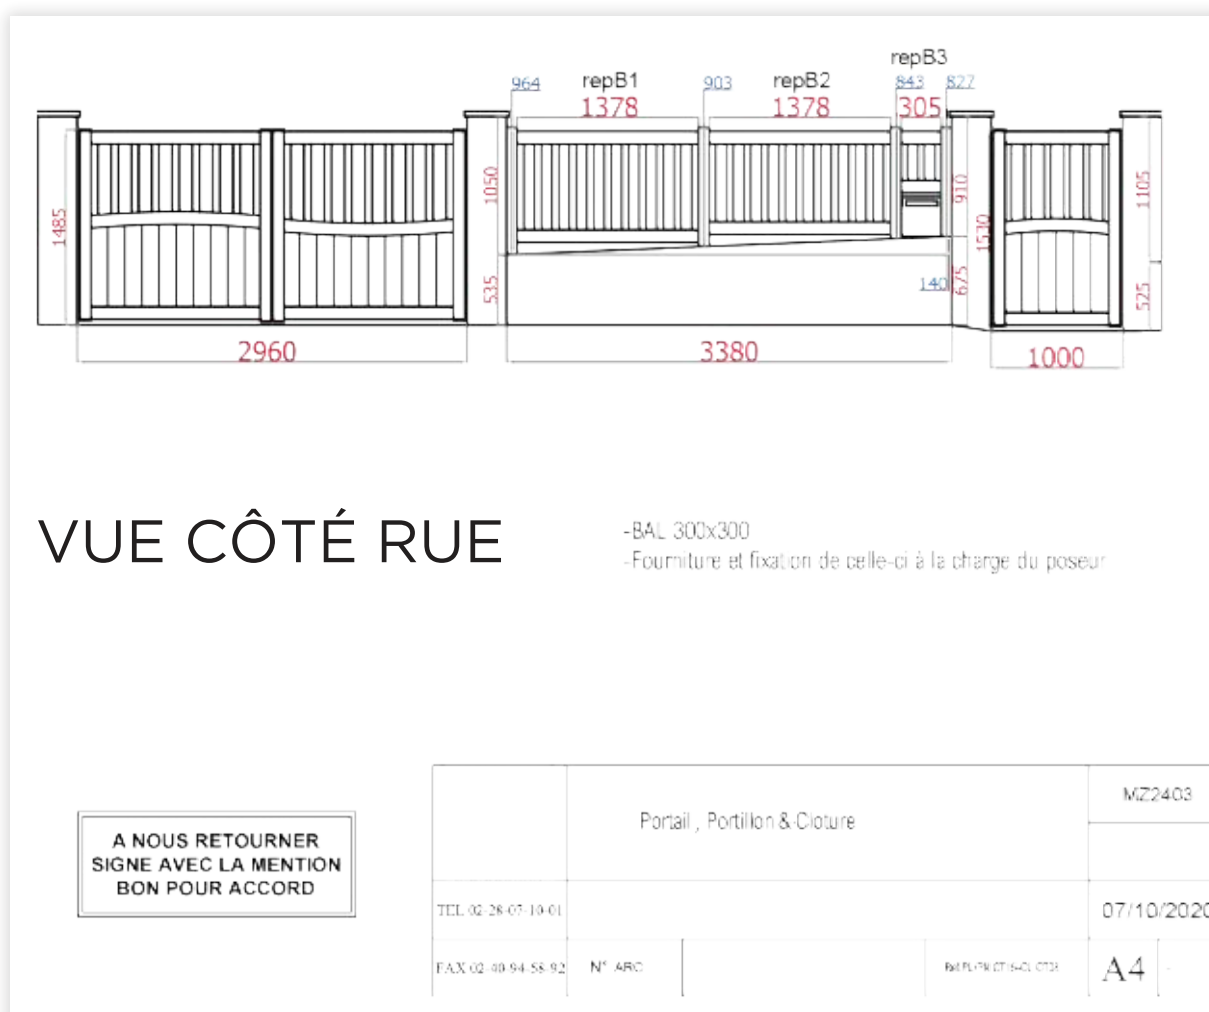 repB3
964 repB1 903 repB2 843 827
1378 1378 305
1485
1050
535
910
1530
675
140
1105
525
2960 3380 1000
VUE CÔTÉ RUE
-BAL 300x300
-Fourniture et fixation de celle-ci à la charge du poseur
A NOUS RETOURNER
SIGNE AVEC LA MENTION
BON POUR ACCORD
MZ2403
Portail , Portillon & Cloture
TEL 02-28-07-10-01
07/10/2020
FAX 02-40-94-58-92
N° ARC
A4
-